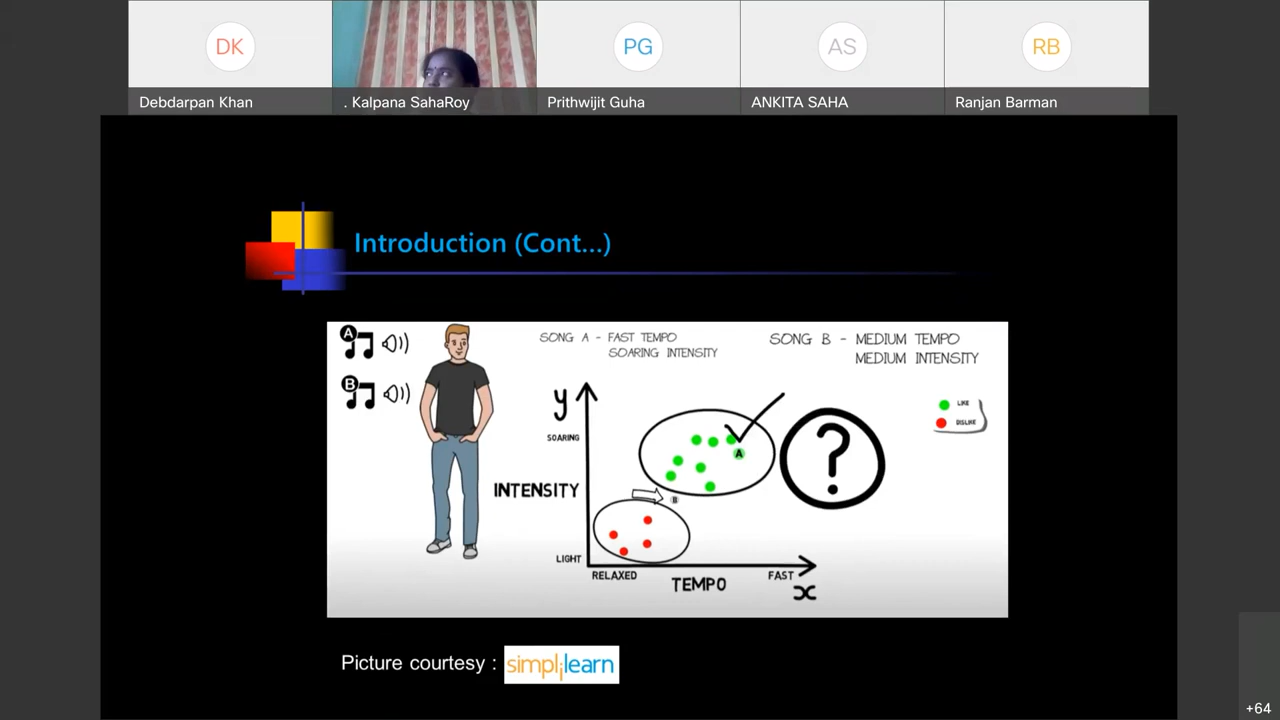 DK
PG
AS
RB
Debdarpan Khan
. Kalpana SahaRoy
Prithwijit Guha
ANKITA SAHA
Ranjan Barman
Introduction (Cont...)
A
B
SONG A - FAST TEMPO
SOARING INTENSITY
SONG B - MEDIUM TEMPO
MEDIUM INTENSITY
y
SOARING
INTENSITY
LIGHT
A
B
?
LIKE
DISLIKE
RELAXED
TEMPO
FAST
x
Picture courtesy :
simplilearn
+64